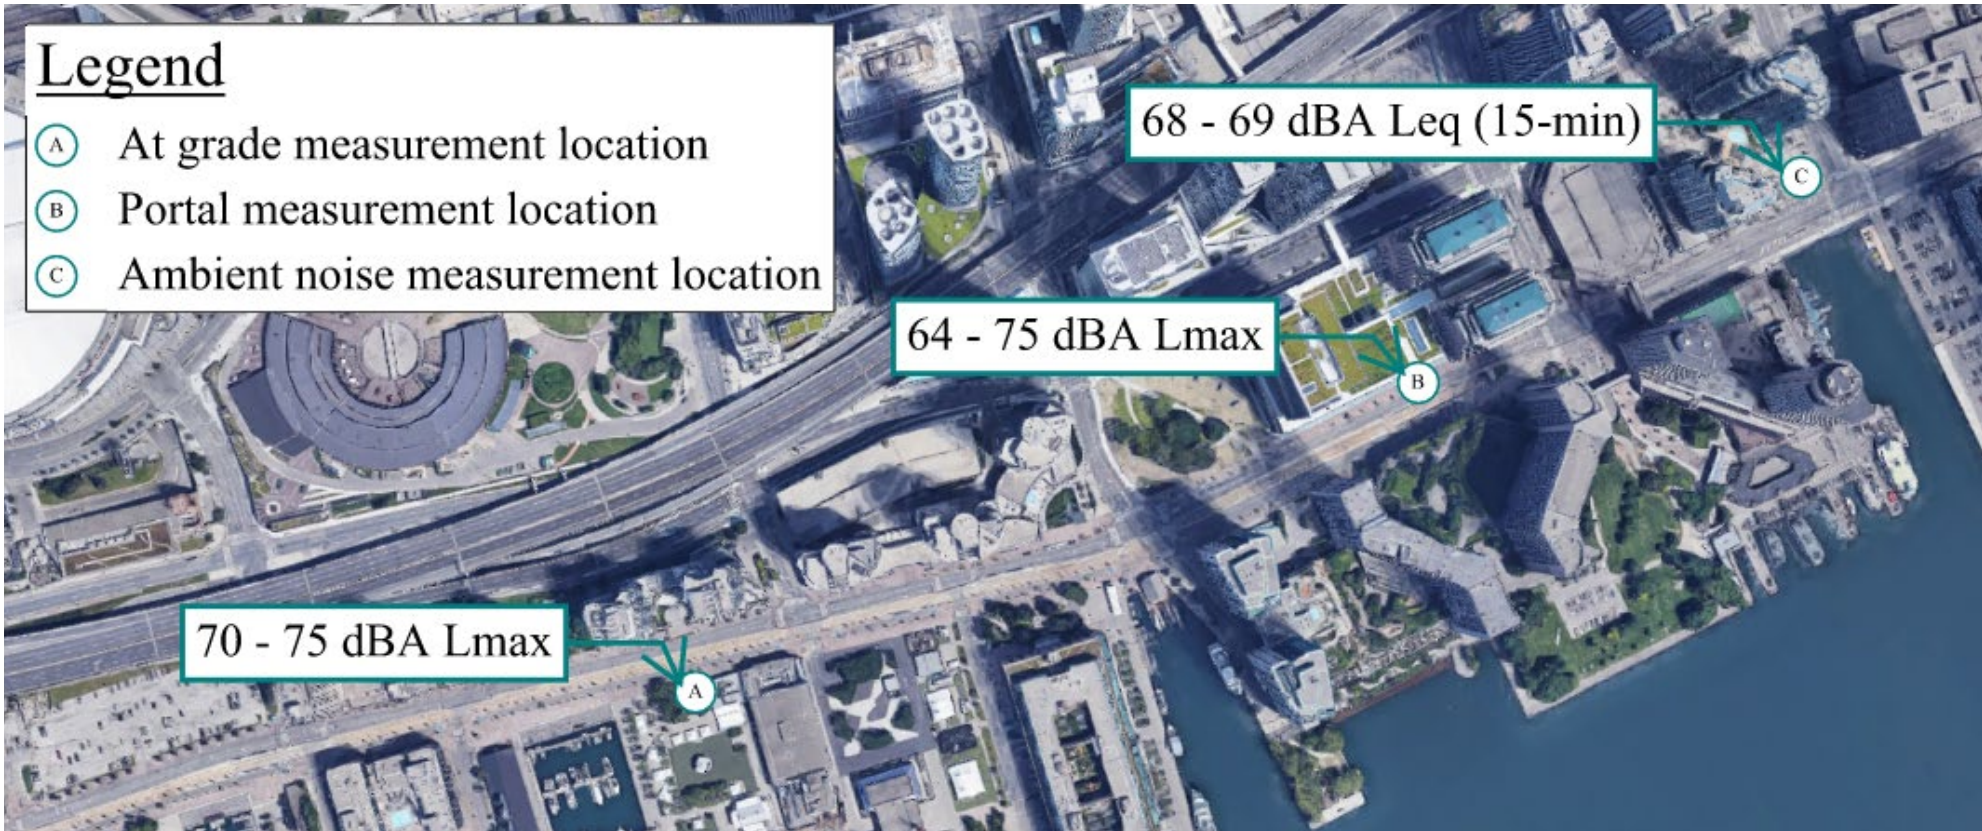 Legend
A At grade measurement location
B Portal measurement location
C Ambient noise measurement location
68 - 69 dBA Leq (15-min)
C
64 - 75 dBA Lmax
B
70 - 75 dBA Lmax
A